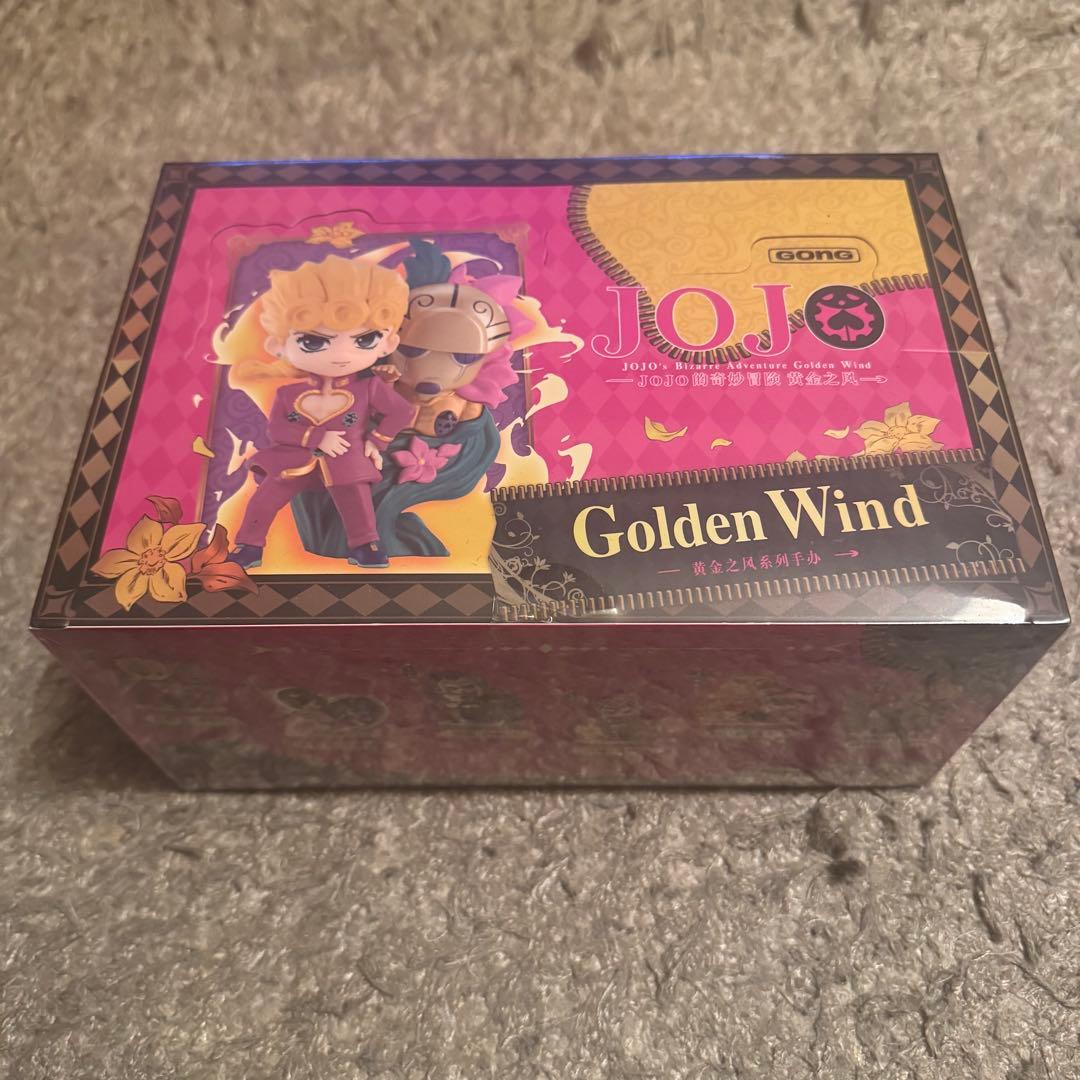 GONG
JOJO
JOJO's Bizarre Adventure Golden Wind
JOJO的奇妙冒険 黄金之风
Golden Wind
黄金之风系列手办